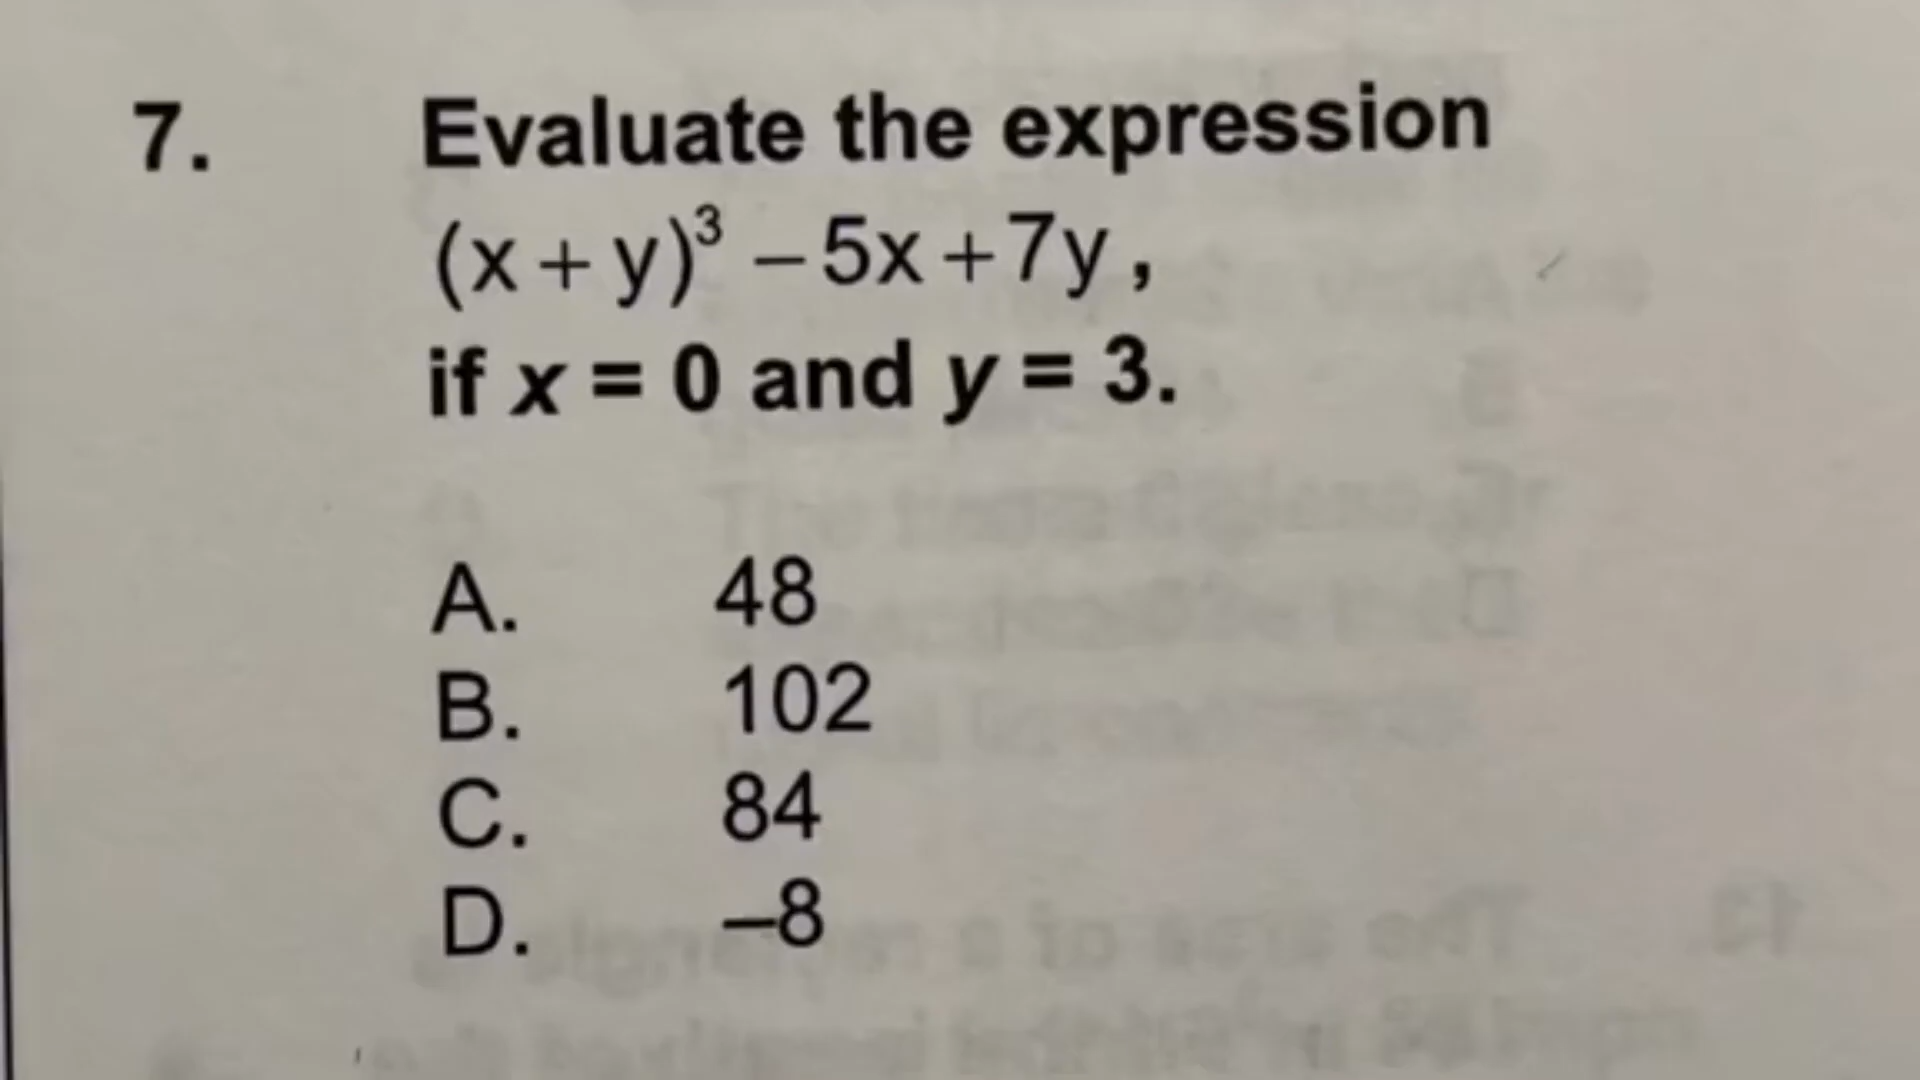 7. Evaluate the expression
(x+y)³ −5x+7y,
if x = 0 and y = 3.
A. 48
B. 102
C. 84
D. –8